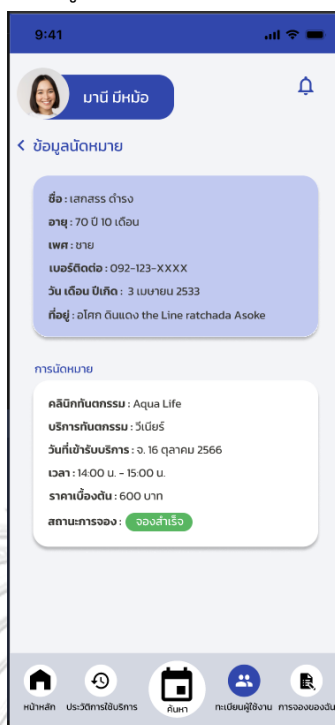 9:41
มานี มีหม้อ
ข้อมูลนัดหมาย
ชื่อ : เสกสรร ดำรง
อายุ : 70 ปี 10 เดือน
เพศ : ชาย
เบอร์ติดต่อ : 092-123-XXXX
วัน เดือน ปีเกิด : 3 เมษายน 2533
ที่อยู่ : อโศก ดินแดง the Line ratchada Asoke
การนัดหมาย
คลินิกทันตกรรม : Aqua Life
บริการทันตกรรม : วีเนียร์
วันที่เข้ารับบริการ : จ. 16 ตุลาคม 2566
เวลา : 14:00 น. - 15:00 น.
ราคาเบื้องต้น : 600 บาท
สถานะการจอง : จองสำเร็จ
หน้าหลัก ประวัติการใช้บริการ ค้นหา ทะเบียนผู้ใช้งาน การจองของฉัน